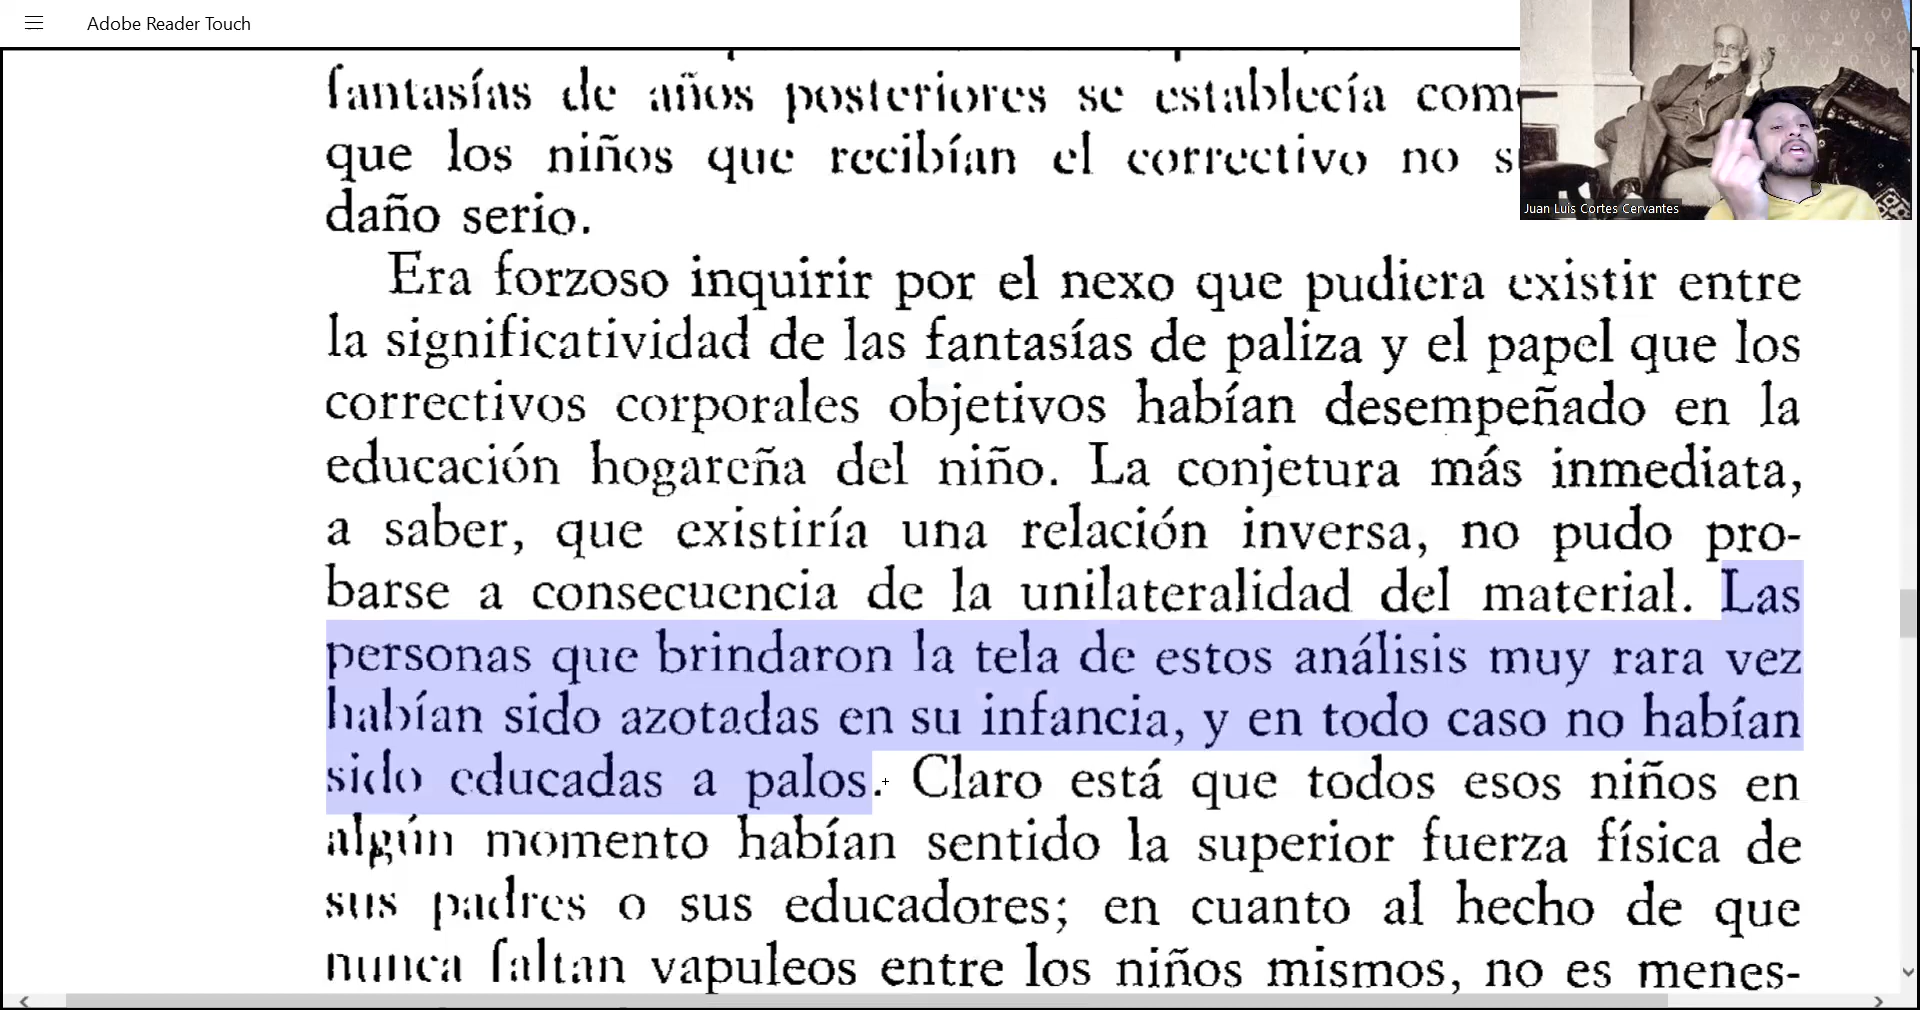 Adobe Reader Touch
fantasías de años posteriores se establecía com
que los niños que recibían el correctivo no s
daño serio.
Juan Luis Cortes Cervantes
Era forzoso inquirir por el nexo que pudiera existir entre
la significatividad de las fantasías de paliza y el papel que los
correctivos corporales objetivos habían desempeñado en la
educación hogareña del niño. La conjetura más inmediata,
a saber, que existiría una relación inversa, no pudo pro-
barse a consecuencia de la unilateralidad del material. Las
personas que brindaron la tela de estos análisis muy rara vez
habían sido azotadas en su infancia, y en todo caso no habían
sido educadas a palos. Claro está que todos esos niños en
algún momento habían sentido la superior fuerza física de
sus padres o sus educadores; en cuanto al hecho de que
nunca faltan vapuleos entre los niños mismos, no es menes-